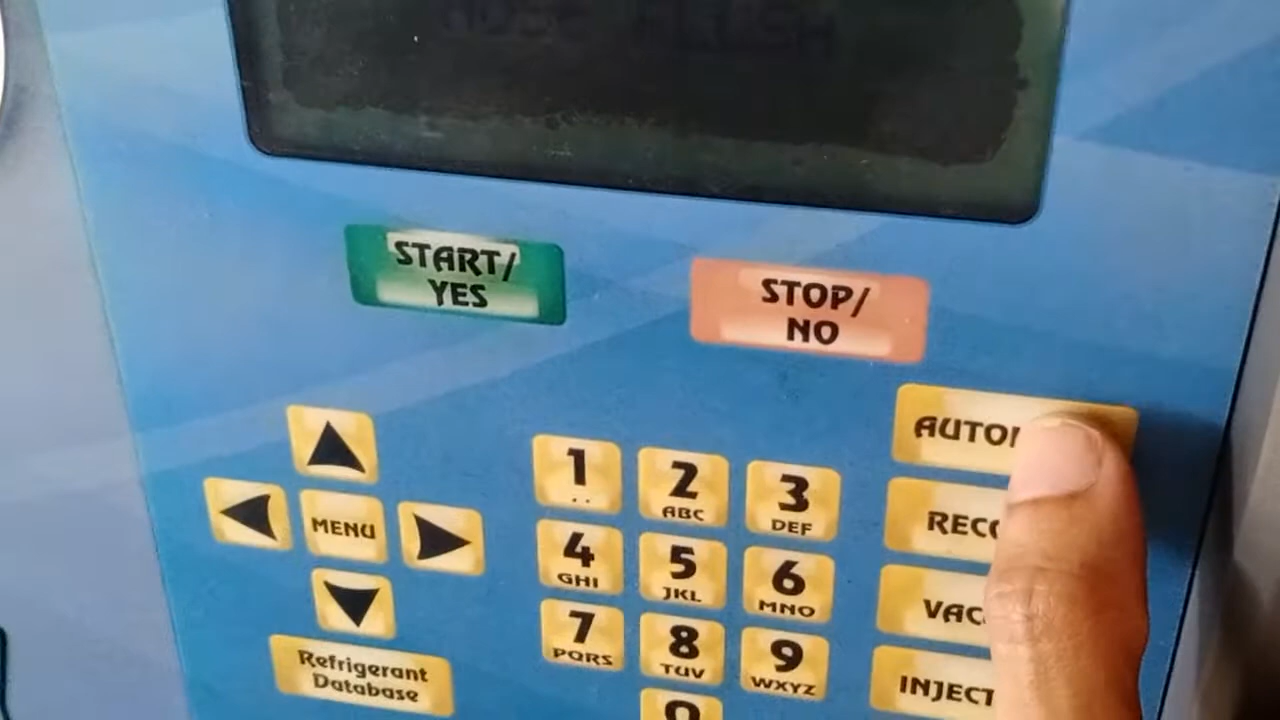 START/
YES
STOP/
NO
MENU
Refrigerant
Database
1
2
ABC
3
DEF
4
GHI
5
JKL
6
MNO
7
PQRS
8
TUV
9
WXYZ
0